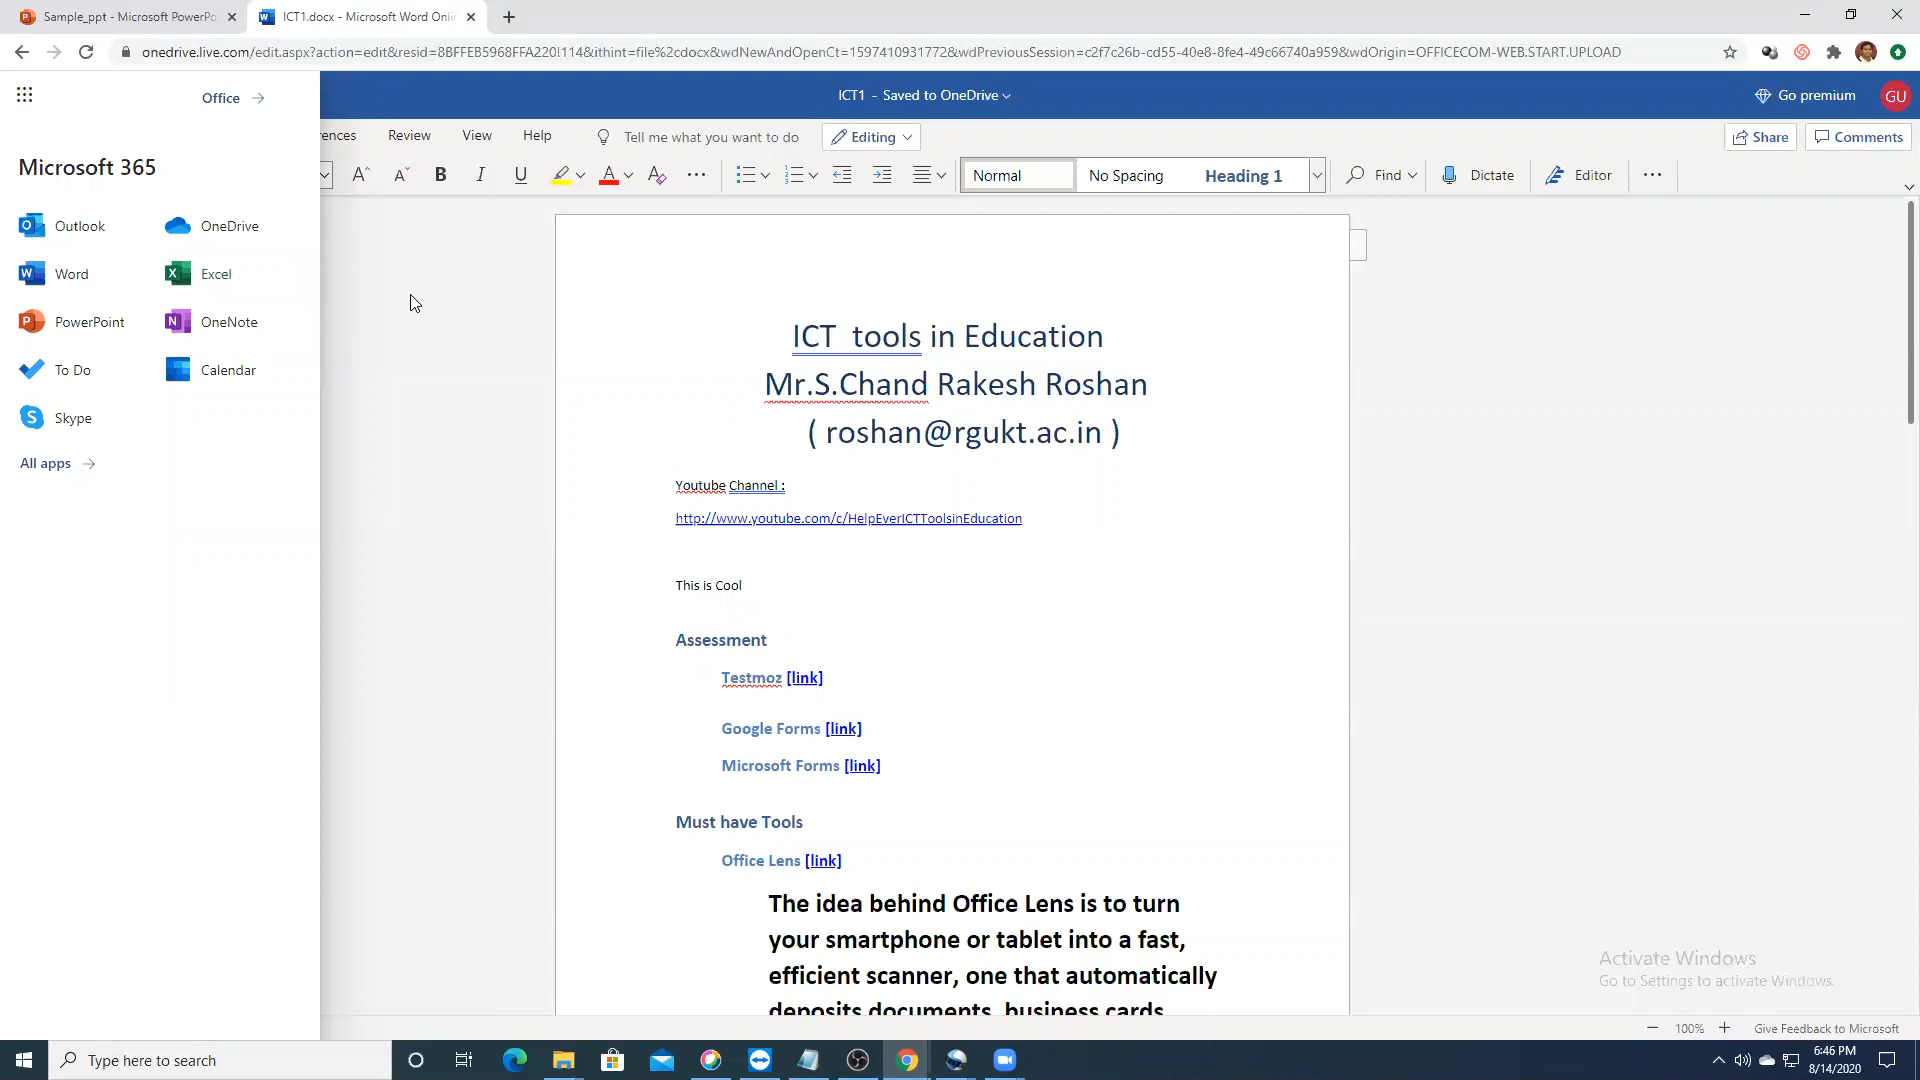 Sample_ppt - Microsoft PowerPo
ICT1.docx - Microsoft Word Onli
onedrive.live.com/edit.aspx?action=edit&resid=8BFFEB5968FFA220!114&ithint=file%2cdocx&wdNewAndOpenCt=1597410931772&wdPreviousSession=c2f7c26b-cd55-40e8-8fe4-49c66740a959&wdOrigin=OFFICECOM-WEB.START.UPLOAD
Office
ICT1 - Saved to OneDrive
Go premium
GU
rences Review View Help Tell me what you want to do Editing Share Comments
Microsoft 365
B I U A Normal No Spacing Heading 1 Find Dictate Editor
Outlook OneDrive
Word Excel
PowerPoint OneNote
To Do Calendar
Skype
All apps
ICT  tools in Education
Mr.S.Chand Rakesh Roshan
( roshan@rgukt.ac.in )
Youtube Channel :
http://www.youtube.com/c/HelpEverICTToolsinEducation
This is Cool
Assessment
Testmoz [link]
Google Forms [link]
Microsoft Forms [link]
Must have Tools
Office Lens [link]
The idea behind Office Lens is to turn
your smartphone or tablet into a fast,
efficient scanner, one that automatically
deposits documents, business cards
Activate Windows
Go to Settings to activate Windows.
100% Give Feedback to Microsoft
Type here to search
6:46 PM
8/14/2020